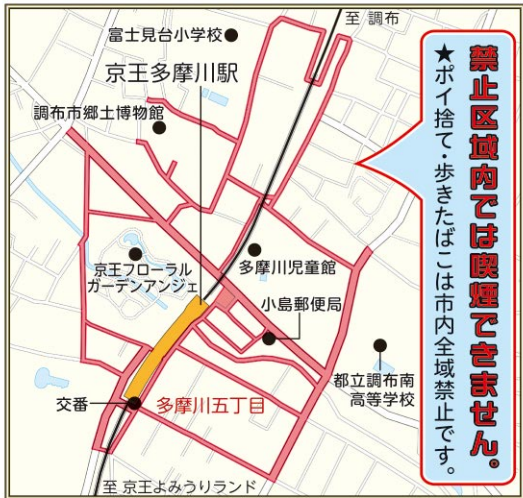 至 調布
富士見台小学校
京王多摩川駅
調布市郷土博物館
京王フローラル
ガーデンアンジェ
多摩川児童館
小島郵便局
都立調布南
高等学校
交番
多摩川五丁目
至 京王よみうりランド
禁止区域内では喫煙できません。
★ポイ捨て・歩きたばこは市内全域禁止です。